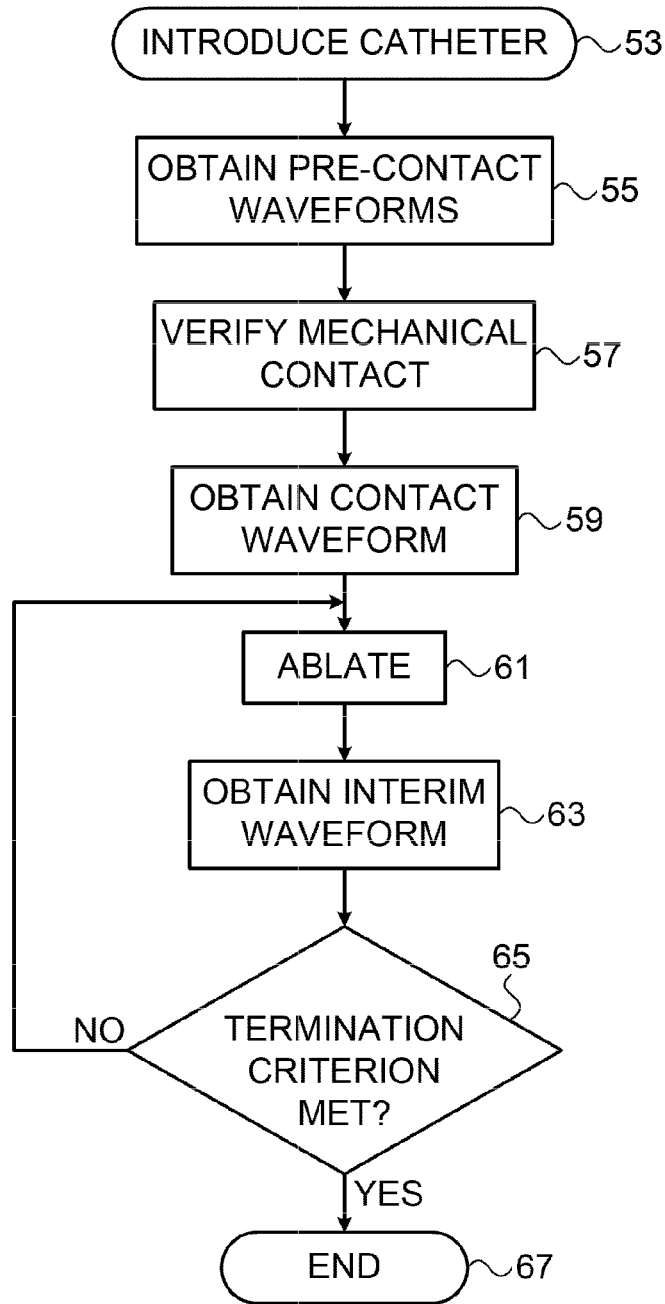 INTRODUCE CATHETER
53
OBTAIN PRE-CONTACT
WAVEFORMS
55
VERIFY MECHANICAL
CONTACT
57
OBTAIN CONTACT
WAVEFORM
59
ABLATE
61
OBTAIN INTERIM
WAVEFORM
63
65
NO
TERMINATION
CRITERION
MET?
YES
END
67